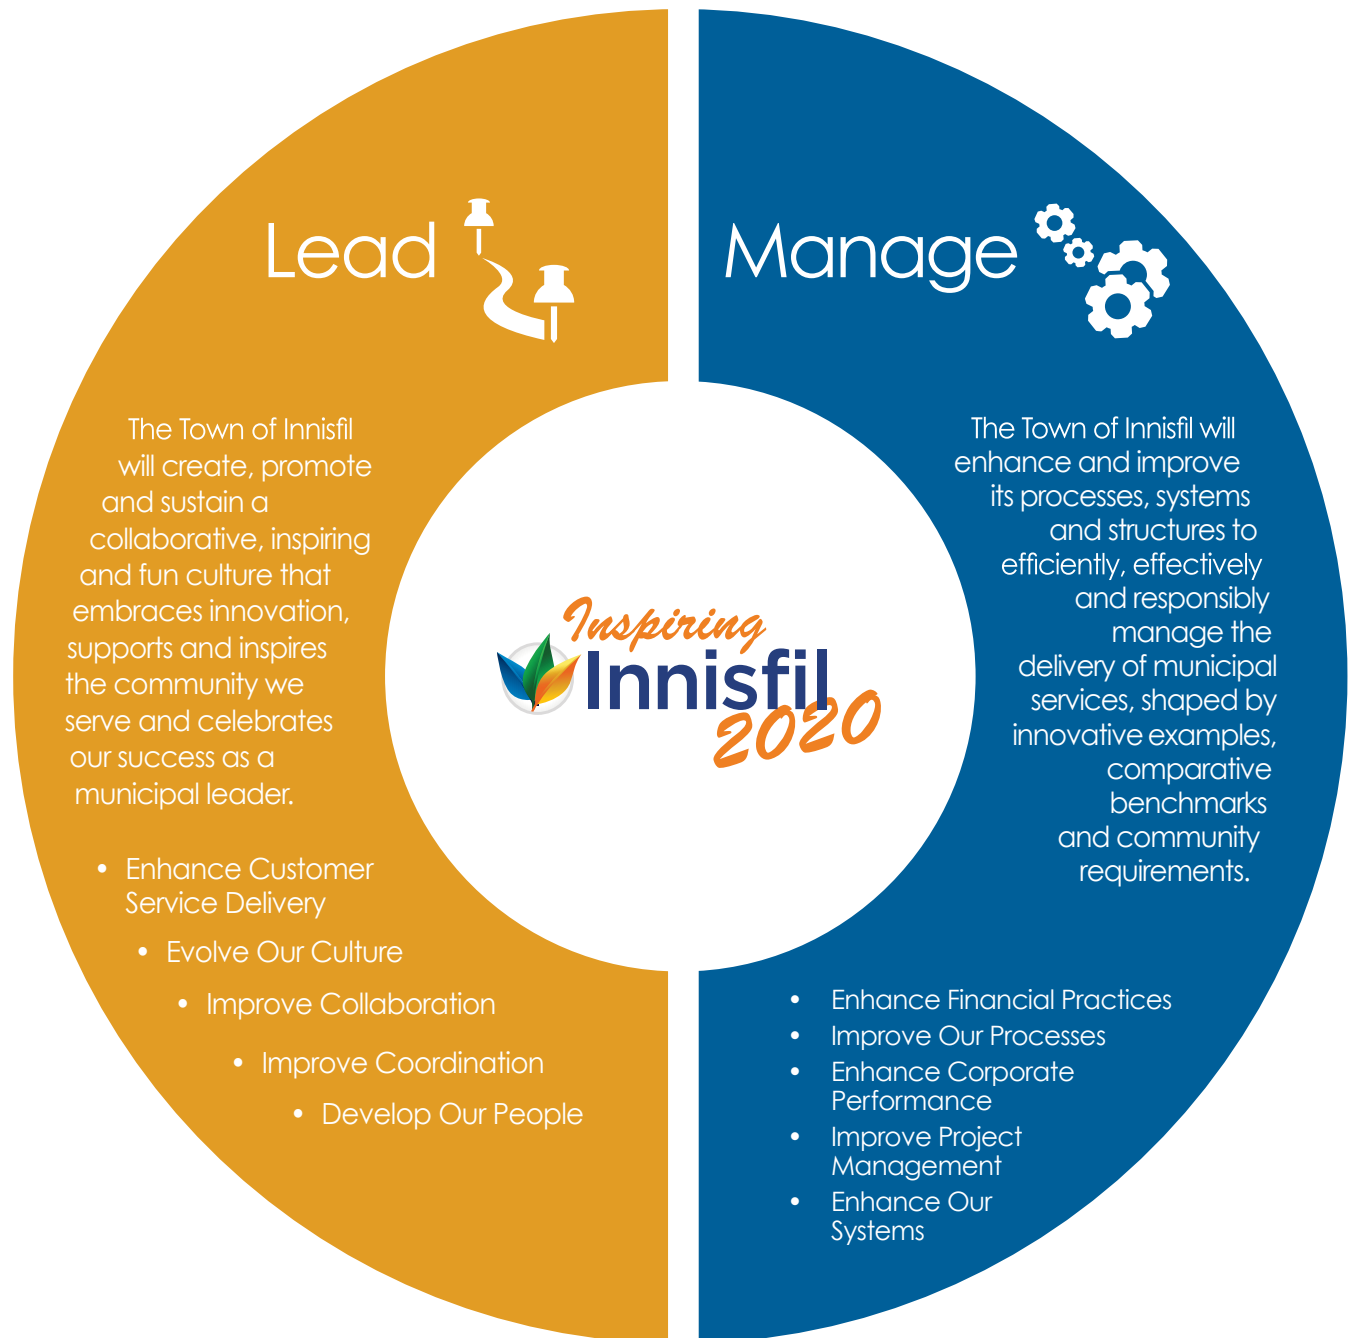 Lead
The Town of Innisfil
will create, promote
and sustain a
collaborative, inspiring
and fun culture that
embraces innovation,
supports and inspires
the community we
serve and celebrates
our success as a
municipal leader.
• Enhance Customer
Service Delivery
• Evolve Our Culture
• Improve Collaboration
• Improve Coordination
• Develop Our People
Inspiring
Innisfil
2020
Manage
The Town of Innisfil will
enhance and improve
its processes, systems
and structures to
efficiently, effectively
and responsibly
manage the
delivery of municipal
services, shaped by
innovative examples,
comparative
benchmarks
and community
requirements.
• Enhance Financial Practices
• Improve Our Processes
• Enhance Corporate
Performance
• Improve Project
Management
• Enhance Our
Systems